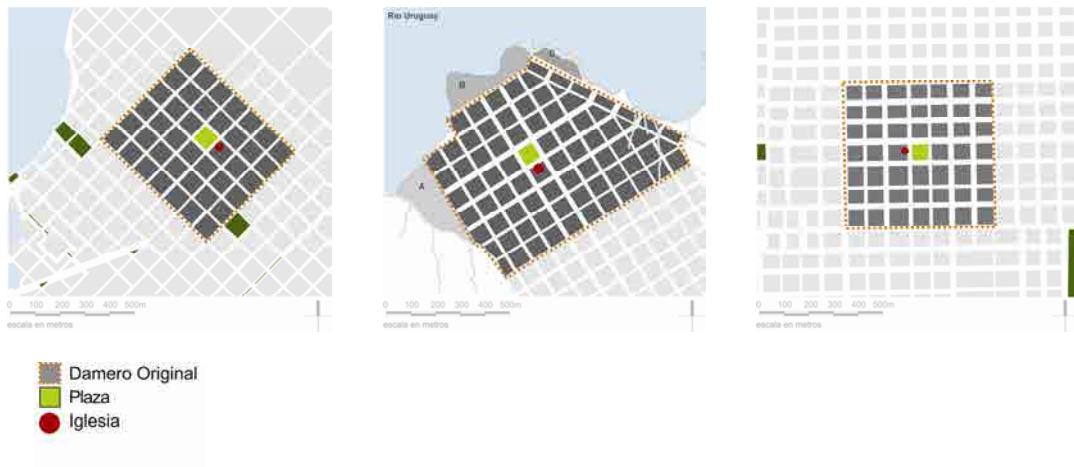 Rio Uruguay
B
C
A
0 100 200 300 400 500m
escala en metros
0 100 200 300 400 500m
escala en metros
0 100 200 300 400 500m
escala en metros
Damero Original
Plaza
Iglesia